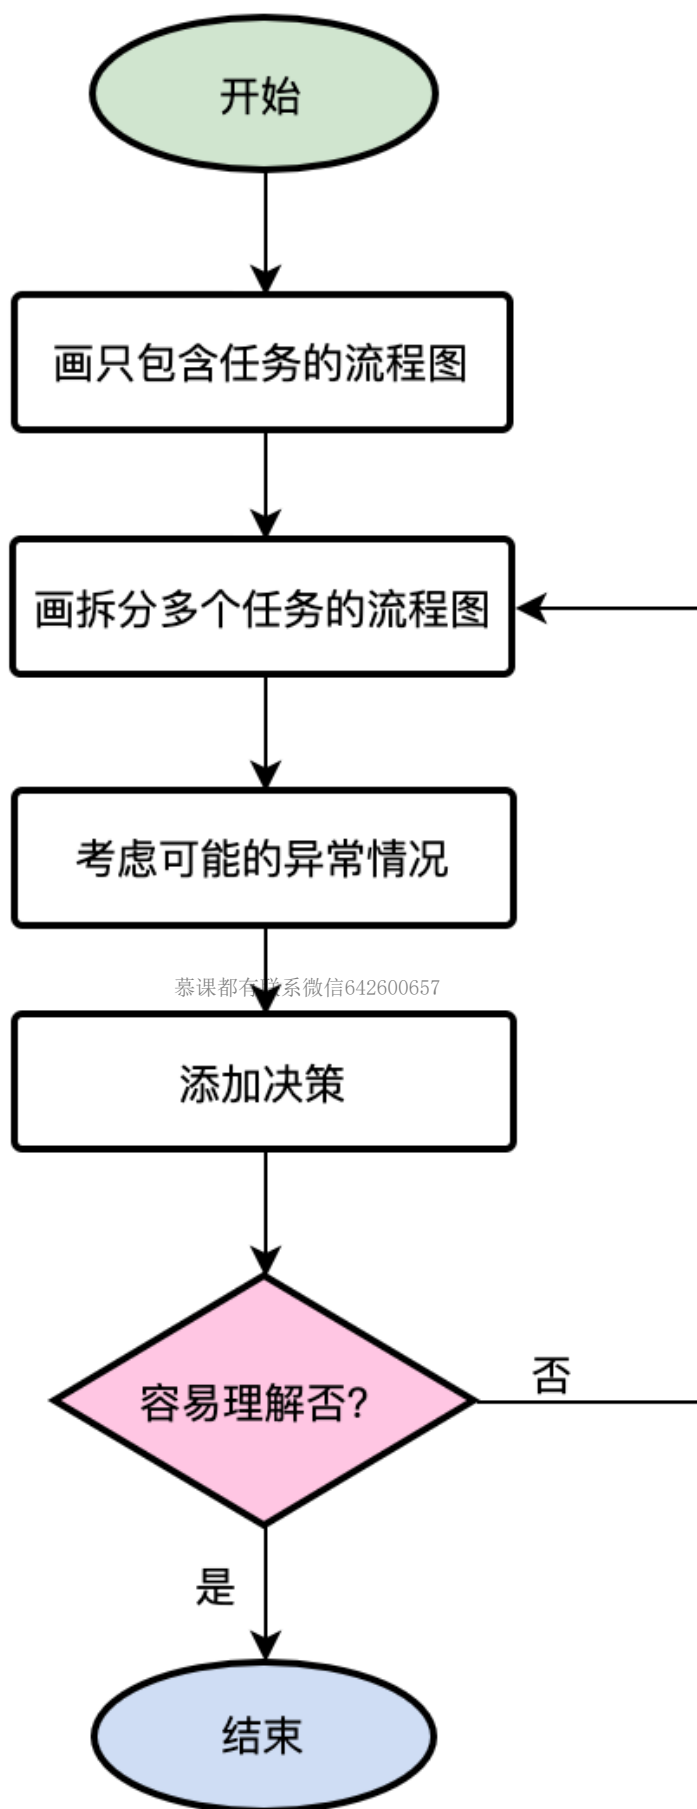 开始
画只包含任务的流程图
画拆分多个任务的流程图
考虑可能的异常情况
慕课都有联系微信642600657
添加决策
容易理解否?
否
是
结束